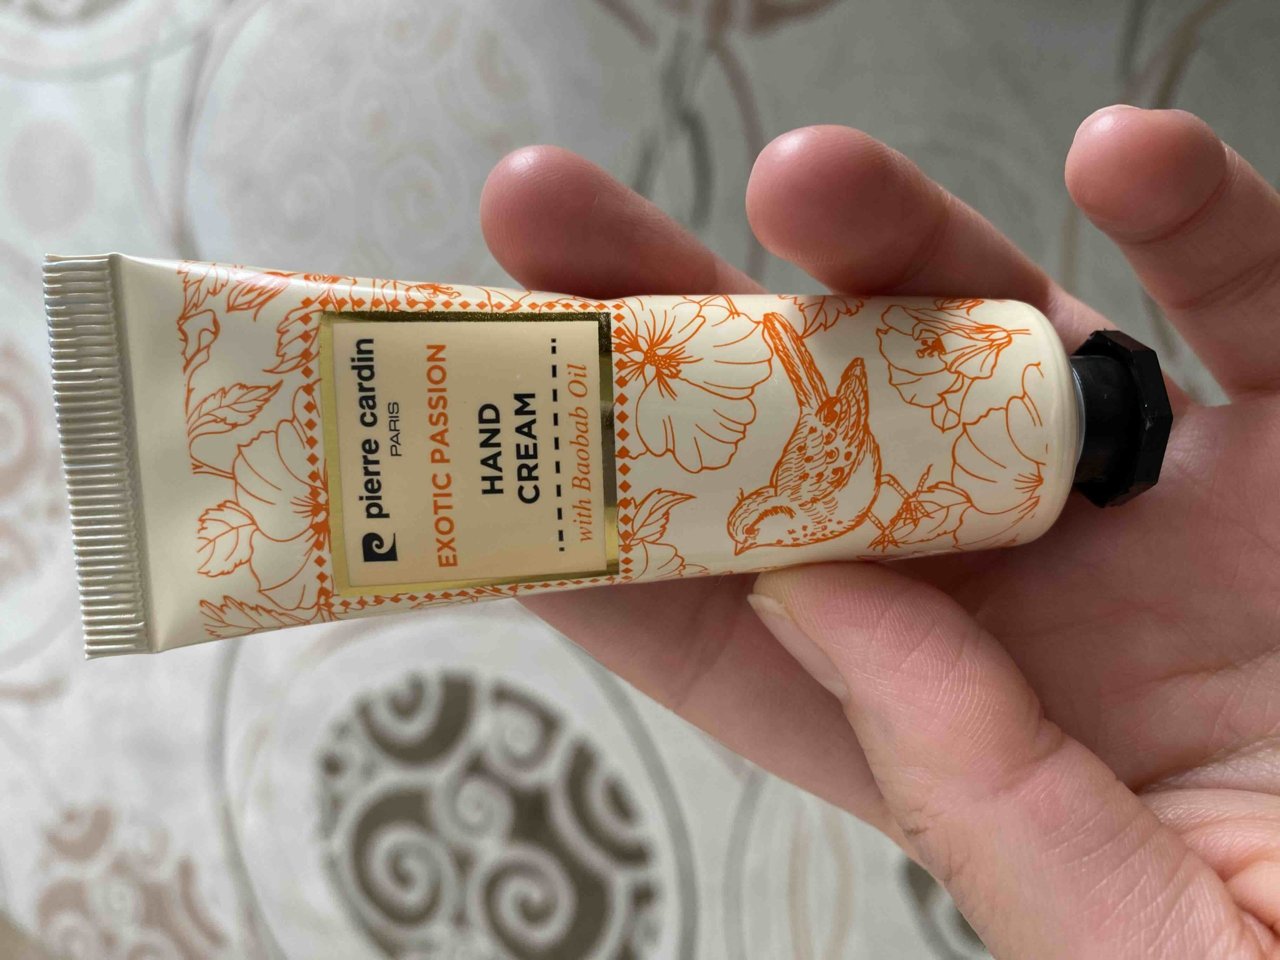 pierre cardin
PARIS
EXOTIC PASSION
HAND
CREAM
with Baobab Oil